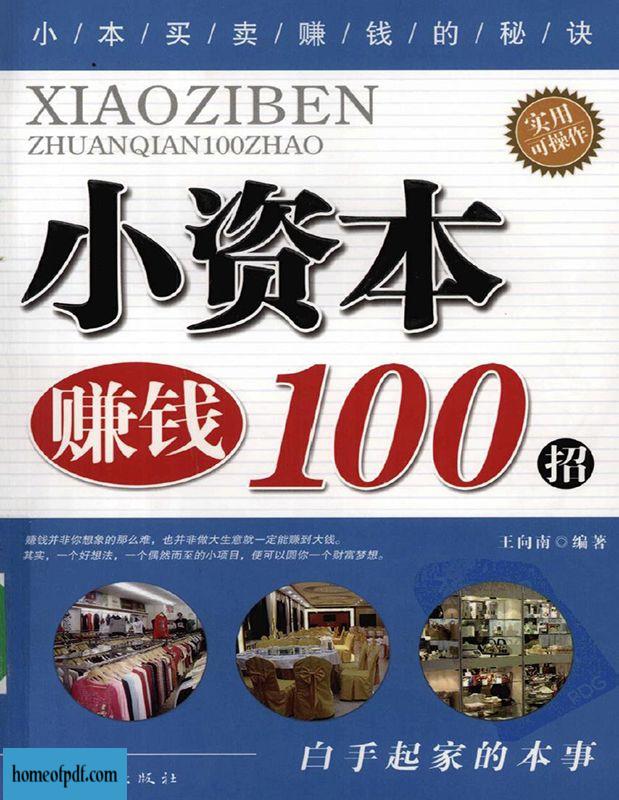 小/本/买/卖/赚/钱/的/秘/诀
XIAOZIBEN
ZHUANQIAN100ZHAO
实用
可操作
小资本
赚钱100招
赚钱并非你想象的那么难，也并非做大生意就一定能赚到大钱。
其实，一个好想法，一个偶然而至的小项目，便可以圆你一个财富梦想。
王向南◎编著
PDG
白手起家的本事
出版社
homeofpdf.com